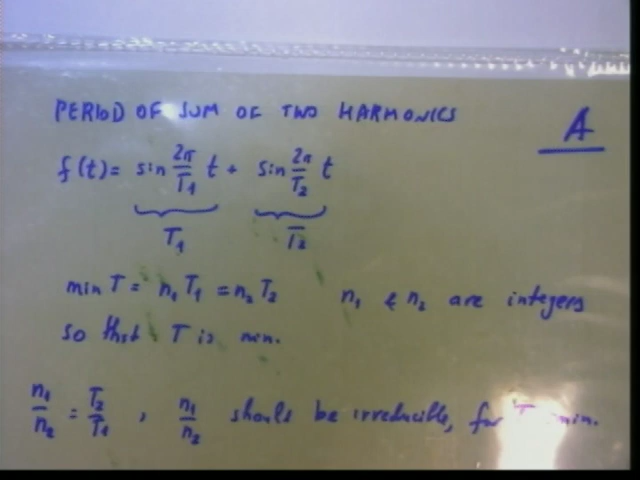 PERIOD OF SUM OF TWO HARMONICS
A
f(t) = sin 2π/T1 t + sin 2π/T2 t
T1 T2
min T = n1 T1 = n2 T2 n1 & n2 are integers
so that T is min.
n1/n2 = T2/T1 , n1/n2 should be irreducible, for T min.